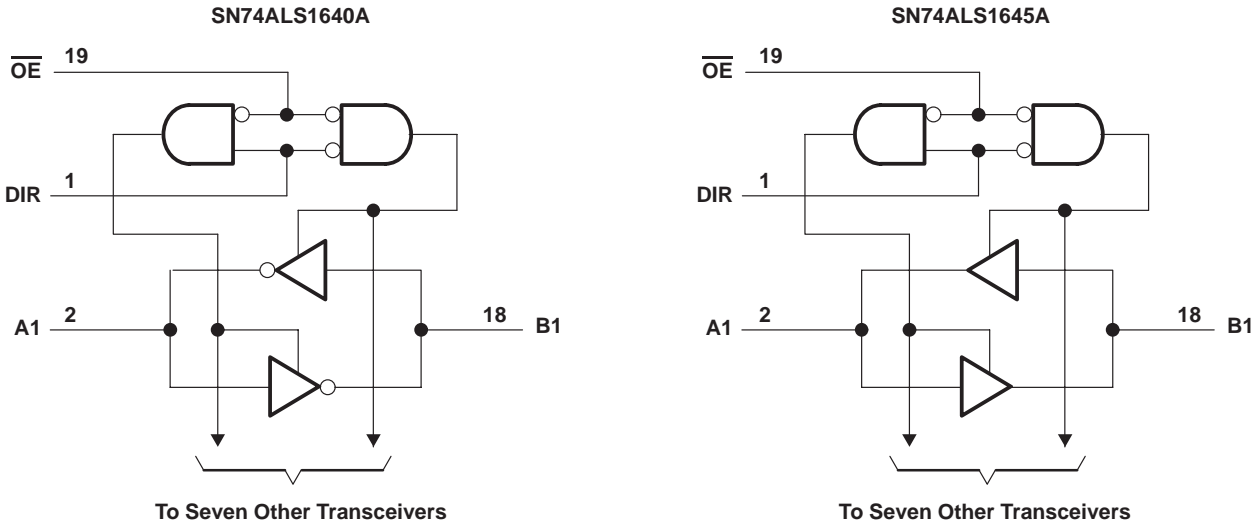 SN74ALS1640A
OE 19
DIR 1
A1 2
18 B1
To Seven Other Transceivers
SN74ALS1645A
OE 19
DIR 1
A1 2
18 B1
To Seven Other Transceivers